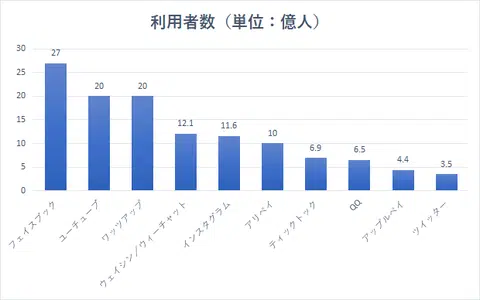 利用者数（単位：億人）
30
25
20
15
10
5
0
27
20
20
12.1
11.6
10
6.9
6.5
4.4
3.5
フェイスブック
ユーチューブ
ワッツアップ
ウェイシン／ウィーチャット
インスタグラム
アリペイ
ティックトック
QQ
アップルペイ
ツイッター